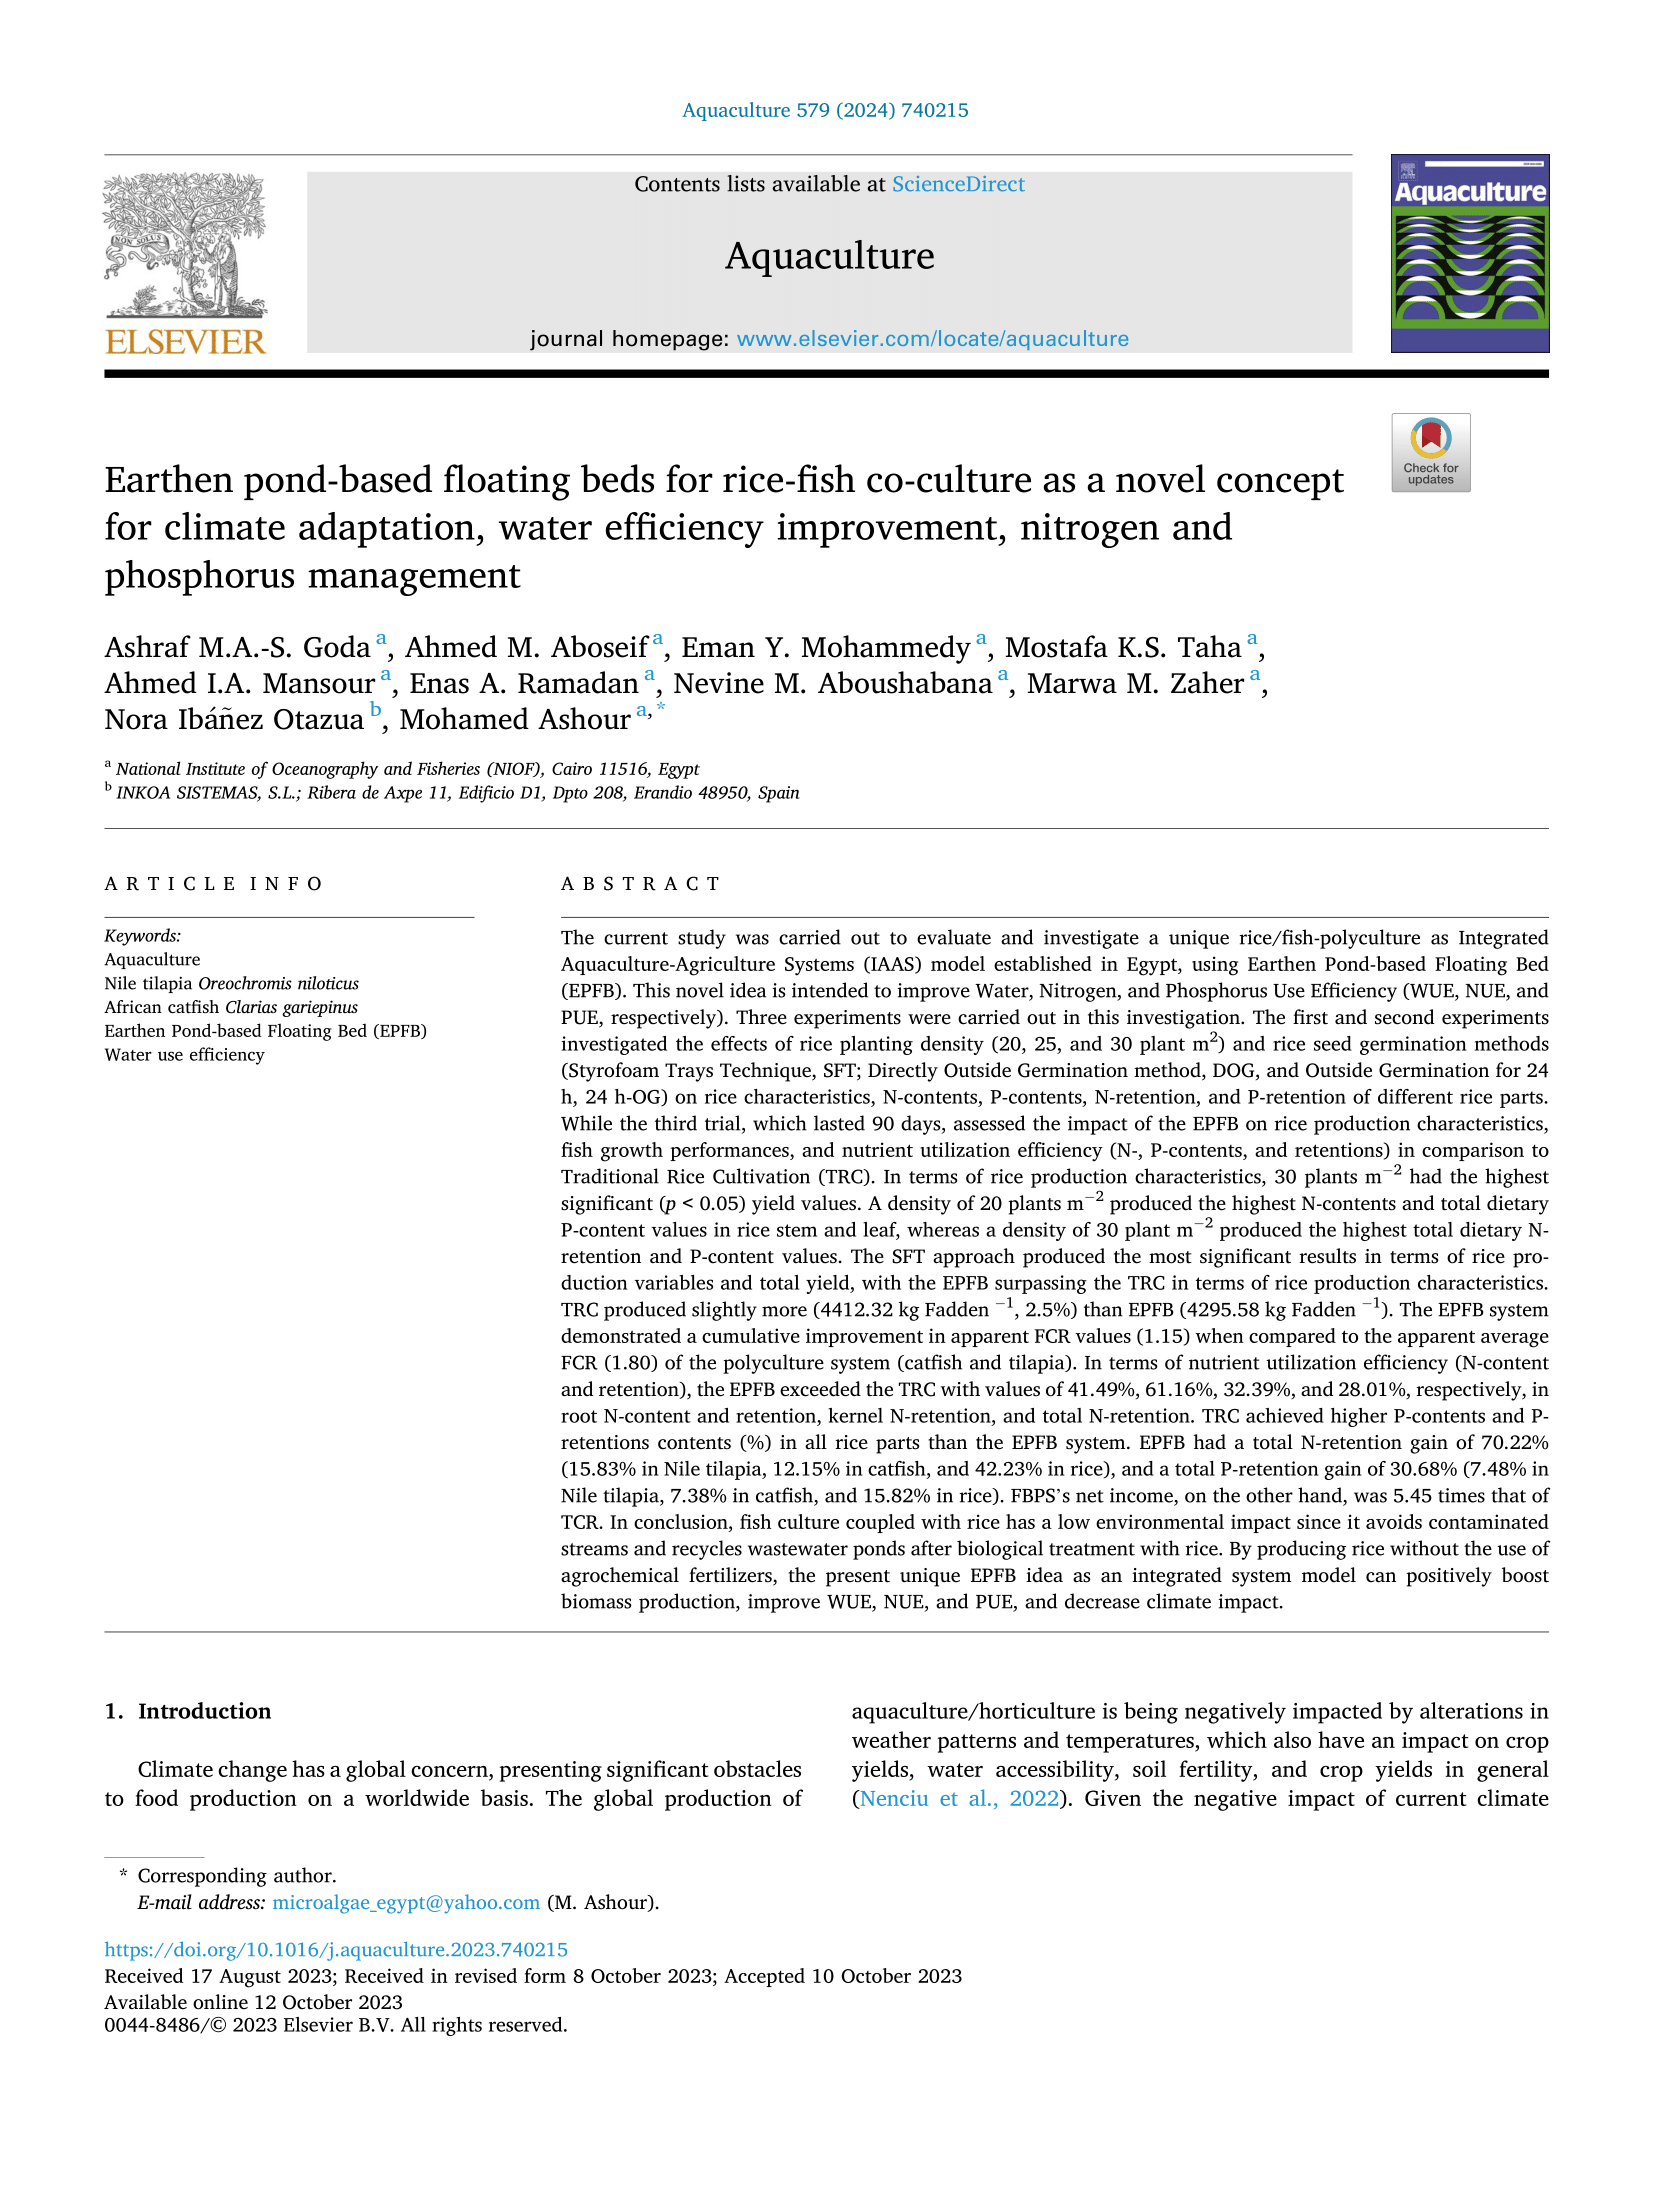 Aquaculture 579 (2024) 740215
Contents lists available at ScienceDirect
Aquaculture
journal homepage: www.elsevier.com/locate/aquaculture
NON SOLUS
ELSEVIER
Aquaculture
Check for
updates
Earthen pond-based floating beds for rice-fish co-culture as a novel concept
for climate adaptation, water efficiency improvement, nitrogen and
phosphorus management
Ashraf M.A.-S. Goda a, Ahmed M. Aboseif a, Eman Y. Mohammedy a, Mostafa K.S. Taha a,
Ahmed I.A. Mansour a, Enas A. Ramadan a, Nevine M. Aboushabana a, Marwa M. Zaher a,
Nora Ibáñez Otazua b, Mohamed Ashour a,*
a National Institute of Oceanography and Fisheries (NIOF), Cairo 11516, Egypt
b INKOA SISTEMAS, S.L.; Ribera de Axpe 11, Edificio D1, Dpto 208, Erandio 48950, Spain
ARTICLE INFO
Keywords:
Aquaculture
Nile tilapia Oreochromis niloticus
African catfish Clarias gariepinus
Earthen Pond-based Floating Bed (EPFB)
Water use efficiency
ABSTRACT
The current study was carried out to evaluate and investigate a unique rice/fish-polyculture as Integrated
Aquaculture-Agriculture Systems (IAAS) model established in Egypt, using Earthen Pond-based Floating Bed
(EPFB). This novel idea is intended to improve Water, Nitrogen, and Phosphorus Use Efficiency (WUE, NUE, and
PUE, respectively). Three experiments were carried out in this investigation. The first and second experiments
investigated the effects of rice planting density (20, 25, and 30 plant m2) and rice seed germination methods
(Styrofoam Trays Technique, SFT; Directly Outside Germination method, DOG, and Outside Germination for 24
h, 24 h-OG) on rice characteristics, N-contents, P-contents, N-retention, and P-retention of different rice parts.
While the third trial, which lasted 90 days, assessed the impact of the EPFB on rice production characteristics,
fish growth performances, and nutrient utilization efficiency (N-, P-contents, and retentions) in comparison to
Traditional Rice Cultivation (TRC). In terms of rice production characteristics, 30 plants m−2 had the highest
significant (p < 0.05) yield values. A density of 20 plants m−2 produced the highest N-contents and total dietary
P-content values in rice stem and leaf, whereas a density of 30 plant m−2 produced the highest total dietary N-
retention and P-content values. The SFT approach produced the most significant results in terms of rice pro-
duction variables and total yield, with the EPFB surpassing the TRC in terms of rice production characteristics.
TRC produced slightly more (4412.32 kg Fadden −1, 2.5%) than EPFB (4295.58 kg Fadden −1). The EPFB system
demonstrated a cumulative improvement in apparent FCR values (1.15) when compared to the apparent average
FCR (1.80) of the polyculture system (catfish and tilapia). In terms of nutrient utilization efficiency (N-content
and retention), the EPFB exceeded the TRC with values of 41.49%, 61.16%, 32.39%, and 28.01%, respectively, in
root N-content and retention, kernel N-retention, and total N-retention. TRC achieved higher P-contents and P-
retentions contents (%) in all rice parts than the EPFB system. EPFB had a total N-retention gain of 70.22%
(15.83% in Nile tilapia, 12.15% in catfish, and 42.23% in rice), and a total P-retention gain of 30.68% (7.48% in
Nile tilapia, 7.38% in catfish, and 15.82% in rice). FBPS's net income, on the other hand, was 5.45 times that of
TCR. In conclusion, fish culture coupled with rice has a low environmental impact since it avoids contaminated
streams and recycles wastewater ponds after biological treatment with rice. By producing rice without the use of
agrochemical fertilizers, the present unique EPFB idea as an integrated system model can positively boost
biomass production, improve WUE, NUE, and PUE, and decrease climate impact.
1. Introduction
Climate change has a global concern, presenting significant obstacles
to food production on a worldwide basis. The global production of
aquaculture/horticulture is being negatively impacted by alterations in
weather patterns and temperatures, which also have an impact on crop
yields, water accessibility, soil fertility, and crop yields in general
(Nenciu et al., 2022). Given the negative impact of current climate
* Corresponding author.
E-mail address: microalgae_egypt@yahoo.com (M. Ashour).
https://doi.org/10.1016/j.aquaculture.2023.740215
Received 17 August 2023; Received in revised form 8 October 2023; Accepted 10 October 2023
Available online 12 October 2023
0044-8486/© 2023 Elsevier B.V. All rights reserved.